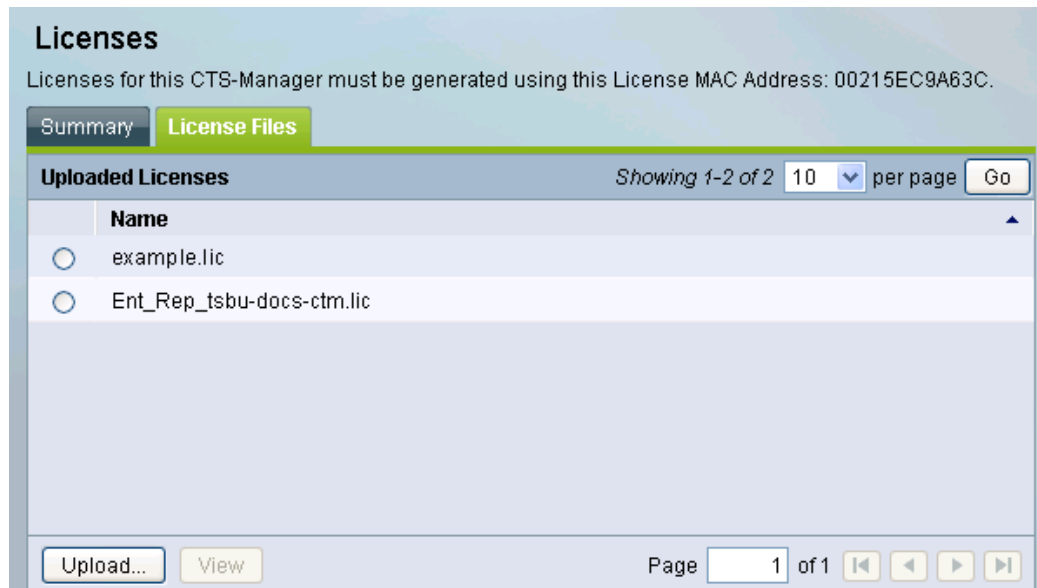 Licenses
Licenses for this CTS-Manager must be generated using this License MAC Address: 00215EC9A63C.
Summary License Files
Uploaded Licenses Showing 1-2 of 2 10 per page Go
Name
example.lic
Ent_Rep_tsbu-docs-ctm.lic
Upload... View Page 1 of 1